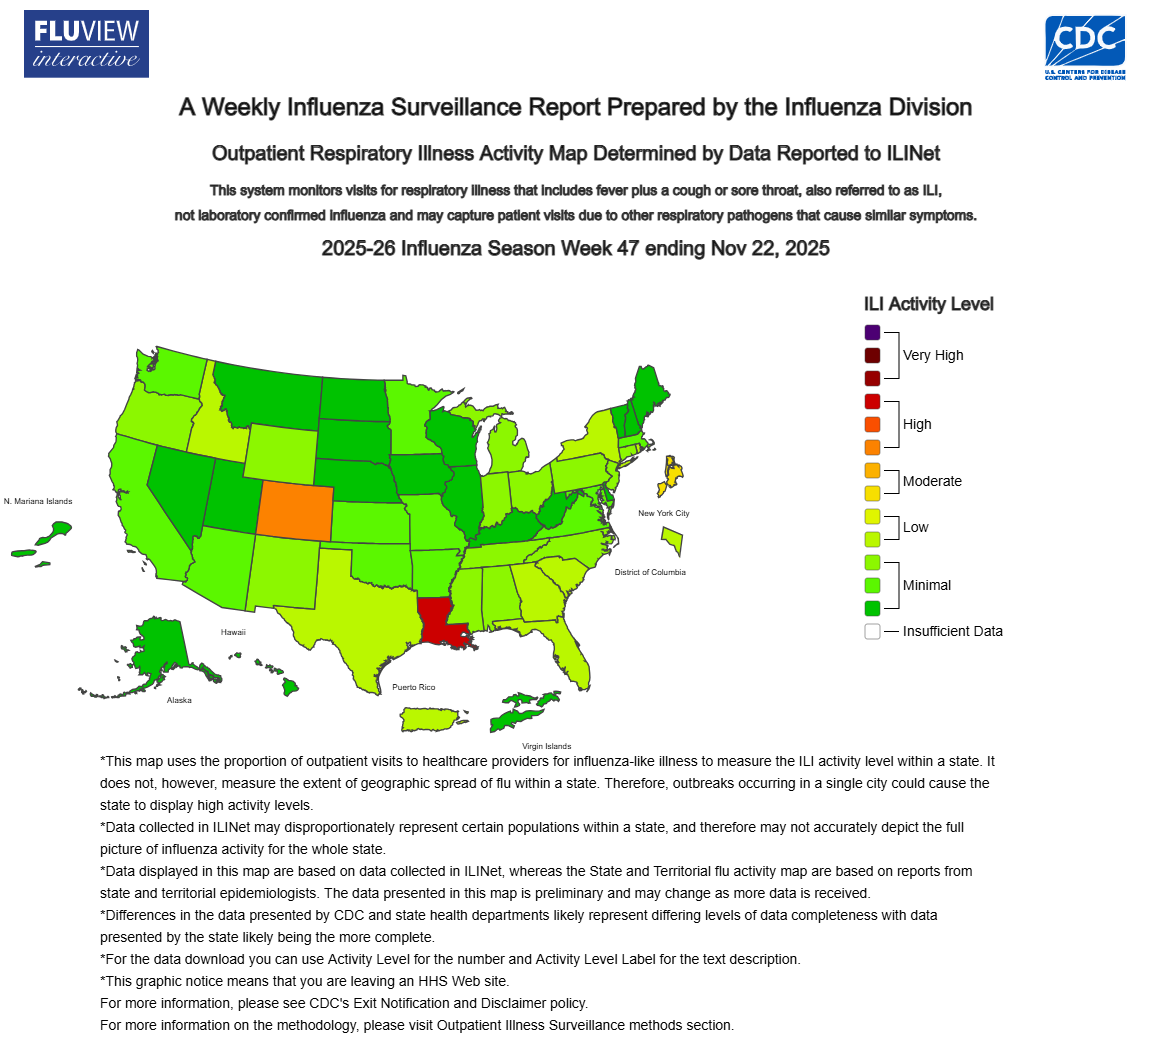 FLUVIEW
interactive
CDC
U.S. CENTERS FOR DISEASE
CONTROL AND PREVENTION
A Weekly Influenza Surveillance Report Prepared by the Influenza Division
Outpatient Respiratory Illness Activity Map Determined by Data Reported to ILINet
This system monitors visits for respiratory illness that includes fever plus a cough or sore throat, also referred to as ILI,
not laboratory confirmed influenza and may capture patient visits due to other respiratory pathogens that cause similar symptoms.
2025-26 Influenza Season Week 47 ending Nov 22, 2025
ILI Activity Level
Very High
High
Moderate
Low
Minimal
Insufficient Data
N. Mariana Islands
New York City
District of Columbia
Hawaii
Alaska
Puerto Rico
Virgin Islands
*This map uses the proportion of outpatient visits to healthcare providers for influenza-like illness to measure the ILI activity level within a state. It
does not, however, measure the extent of geographic spread of flu within a state. Therefore, outbreaks occurring in a single city could cause the
state to display high activity levels.
*Data collected in ILINet may disproportionately represent certain populations within a state, and therefore may not accurately depict the full
picture of influenza activity for the whole state.
*Data displayed in this map are based on data collected in ILINet, whereas the State and Territorial flu activity map are based on reports from
state and territorial epidemiologists. The data presented in this map is preliminary and may change as more data is received.
*Differences in the data presented by CDC and state health departments likely represent differing levels of data completeness with data
presented by the state likely being the more complete.
*For the data download you can use Activity Level for the number and Activity Level Label for the text description.
*This graphic notice means that you are leaving an HHS Web site.
For more information, please see CDC's Exit Notification and Disclaimer policy.
For more information on the methodology, please visit Outpatient Illness Surveillance methods section.